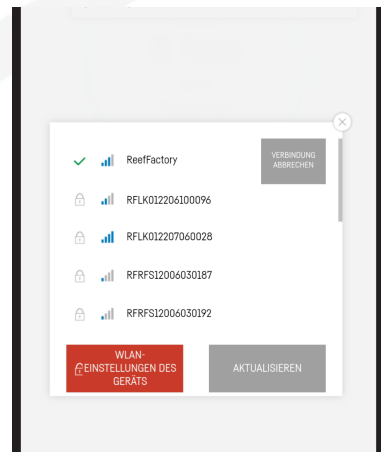 ReefFactory
VERBINDUNG
ABBRECHEN
RFLK012206100096
RFLK012207060028
RFRFS12006030187
RFRFS12006030192
WLAN-
EINSTELLUNGEN DES
GERÄTS
AKTUALISIEREN